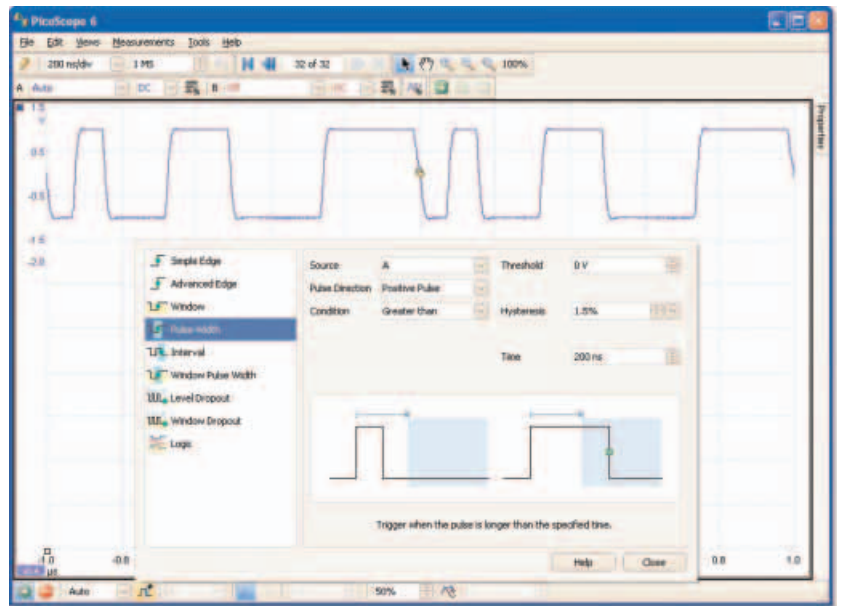 PicoScope 6
File Edit Views Measurements Tools Help
200 ns/div 1 MS 32 of 32 100%
A Auto DC B Off
1.5
V
0.5
-0.5
-1.5
-2.0
Properties
Simple Edge
Advanced Edge
Window
Pulse Width
Interval
Window Pulse Width
Level Dropout
Window Dropout
Logic
Source A Threshold 0 V
Pulse Direction Positive Pulse
Condition Greater than Hysteresis 1.5%
Time 200 ns
Trigger when the pulse is longer than the specified time.
Help Close
-0.8 0.8 1.0
µs
Auto 50%